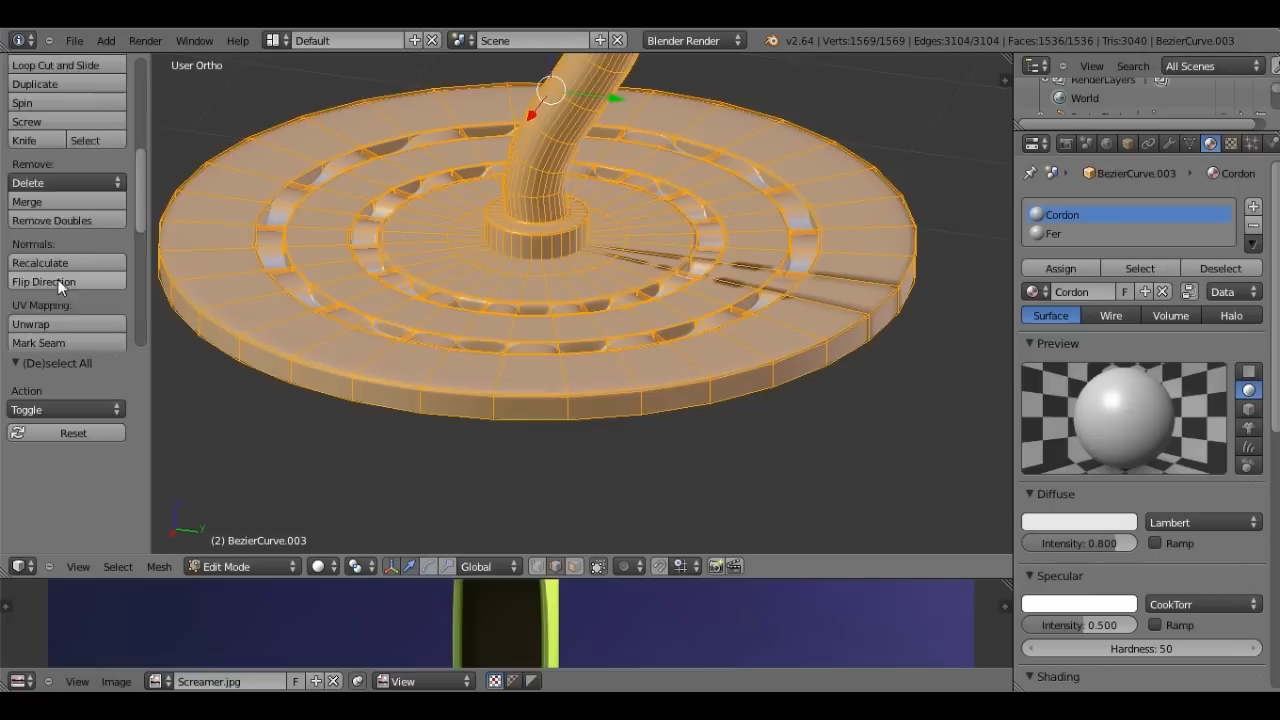 File Add Render Window Help Default Scene Blender Render v2.64 | Verts:1569/1569 | Edges:3104/3104 | Faces:1536/1536 | Tris:3040 | BezierCurve.003
Loop Cut and Slide
Duplicate
Spin
Screw
Knife Select
Remove:
Delete
Merge
Remove Doubles
Normals:
Recalculate
Flip Direction
UV Mapping:
Unwrap
Mark Seam
(De)select All
Action
Toggle
Reset
User Ortho
(2) BezierCurve.003
View Select Mesh Edit Mode Global
View Image Screamer.jpg F View
View Search All Scenes
RenderLayers
World
BezierCurve.003 Cordon
Cordon
Fer
Assign Select Deselect
Cordon F Data
Surface Wire Volume Halo
Preview
Diffuse
Lambert
Intensity: 0.800 Ramp
Specular
CookTorr
Intensity: 0.500 Ramp
Hardness: 50
Shading